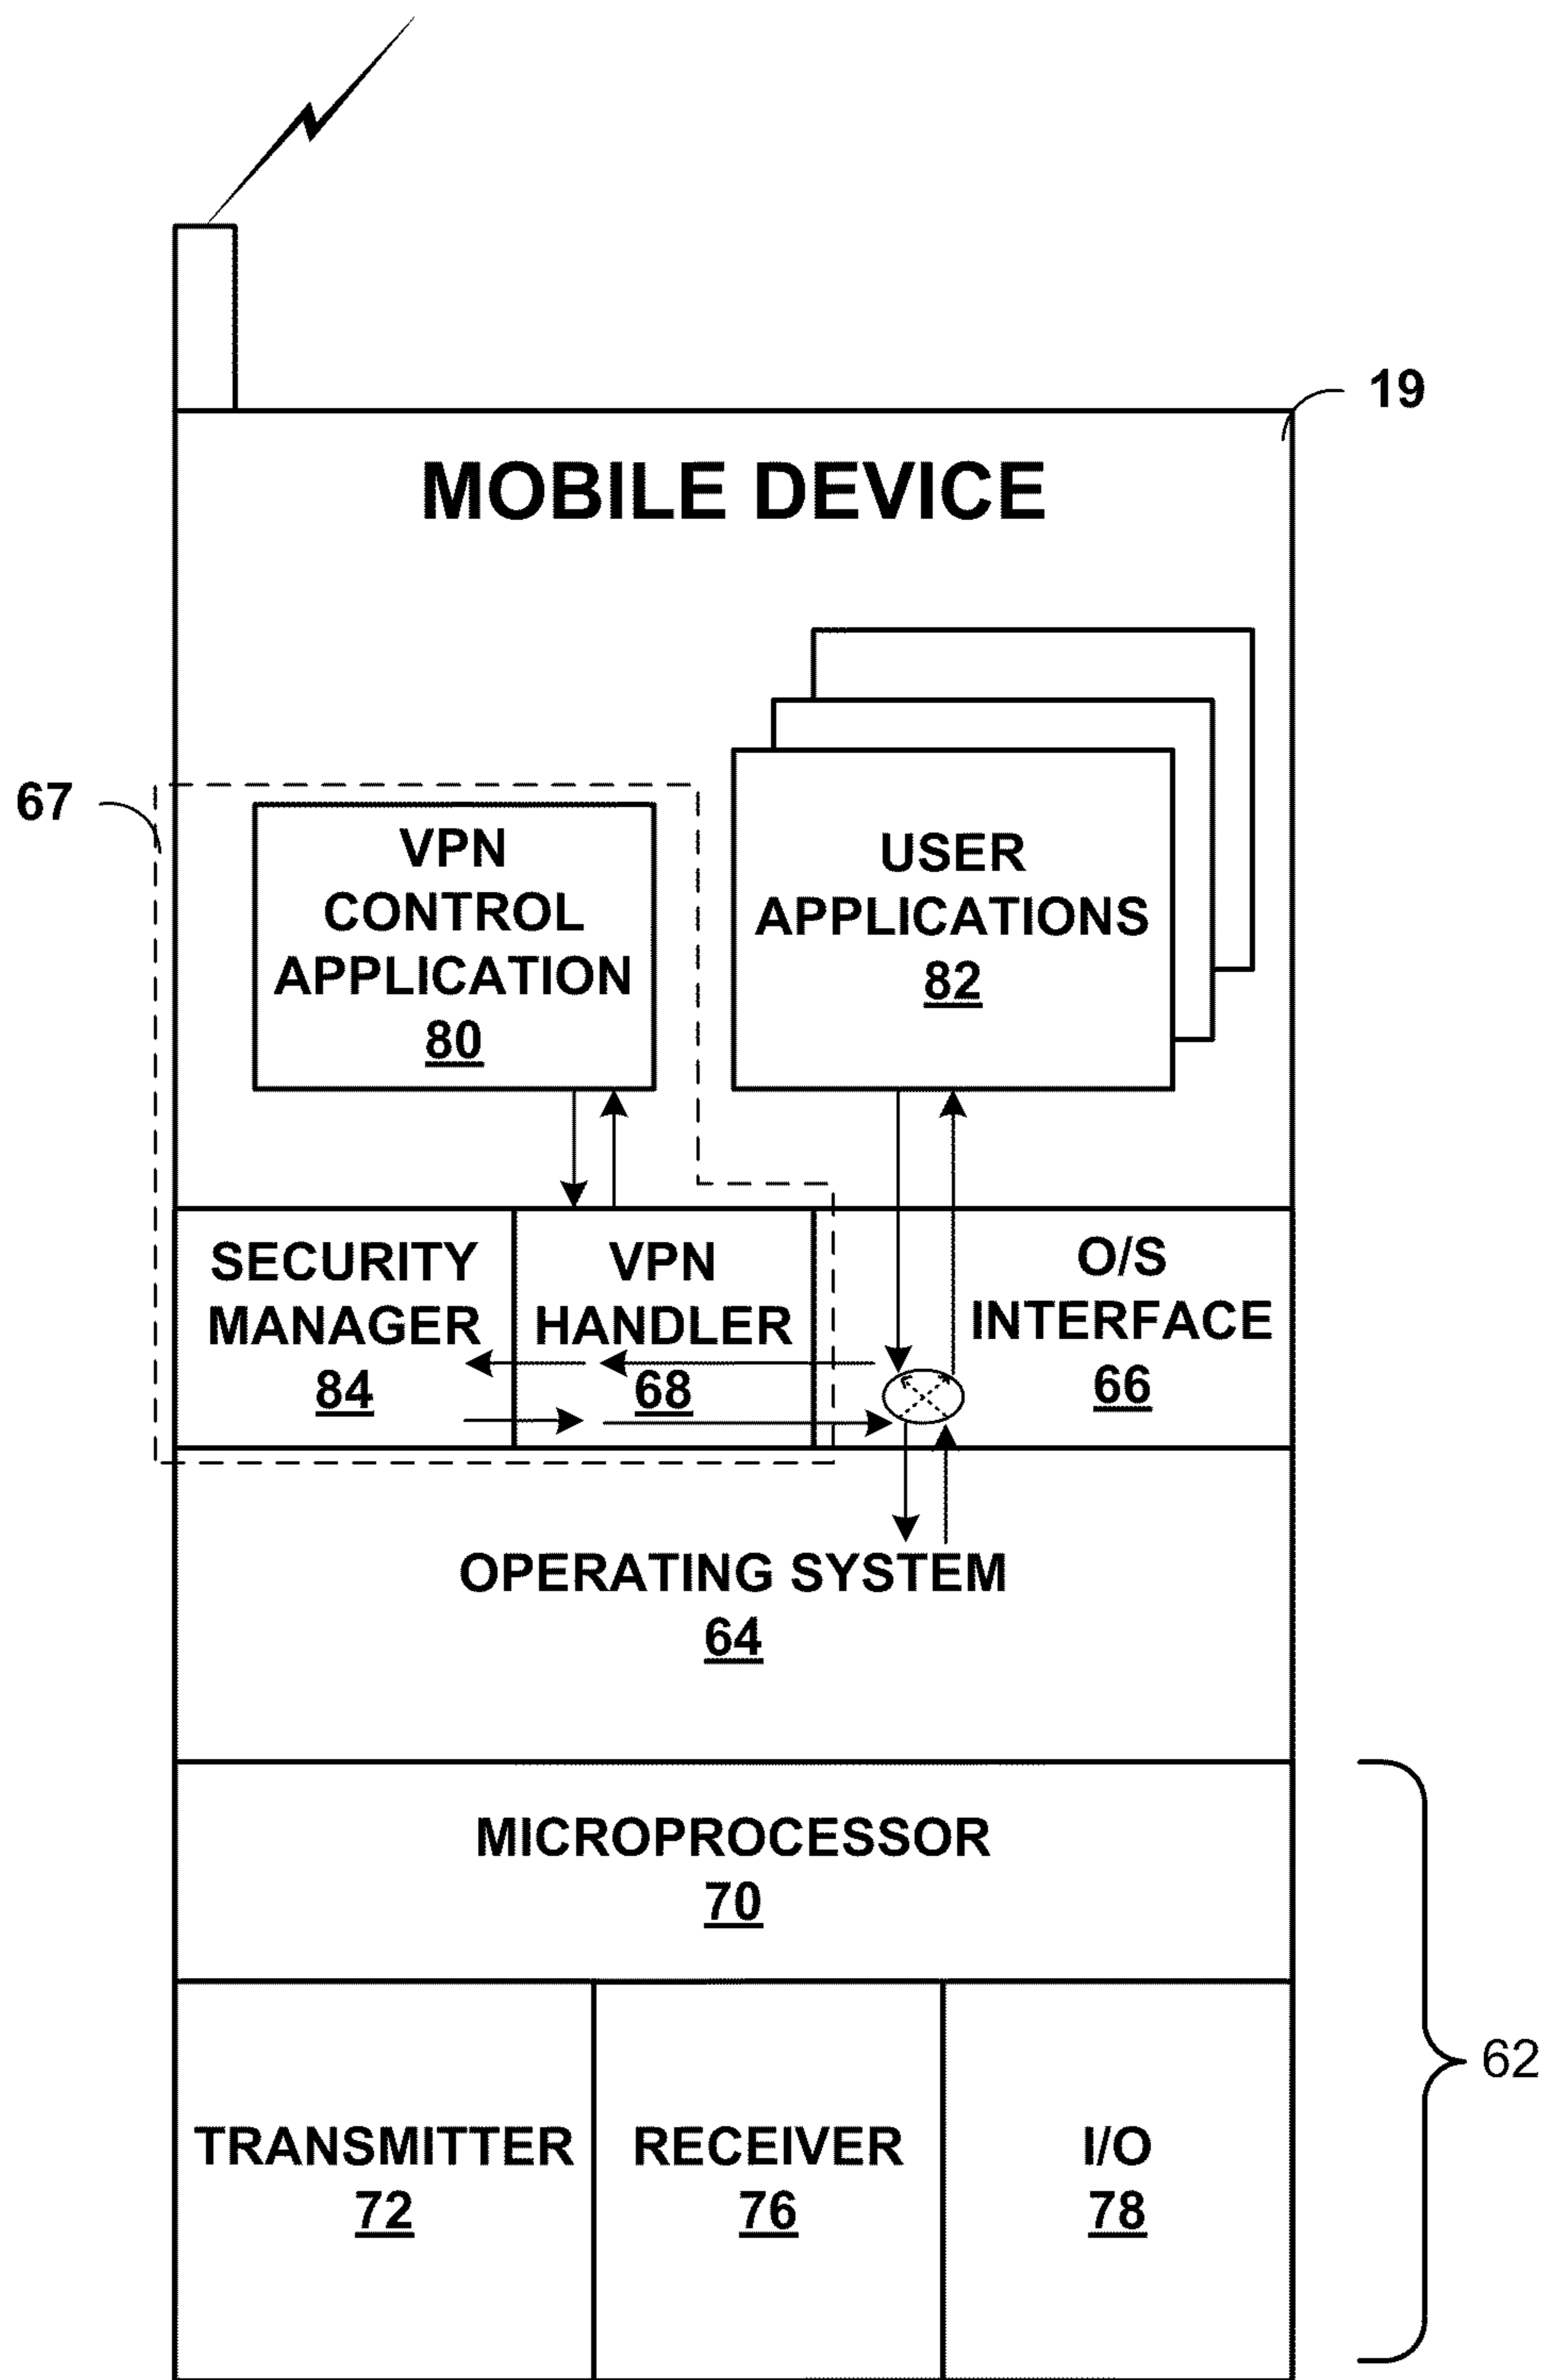 19
MOBILE DEVICE
67
VPN
CONTROL
APPLICATION
80
USER
APPLICATIONS
82
SECURITY
MANAGER
84
VPN
HANDLER
68
O/S
INTERFACE
66
OPERATING SYSTEM
64
MICROPROCESSOR
70
62
TRANSMITTER
72
RECEIVER
76
I/O
78